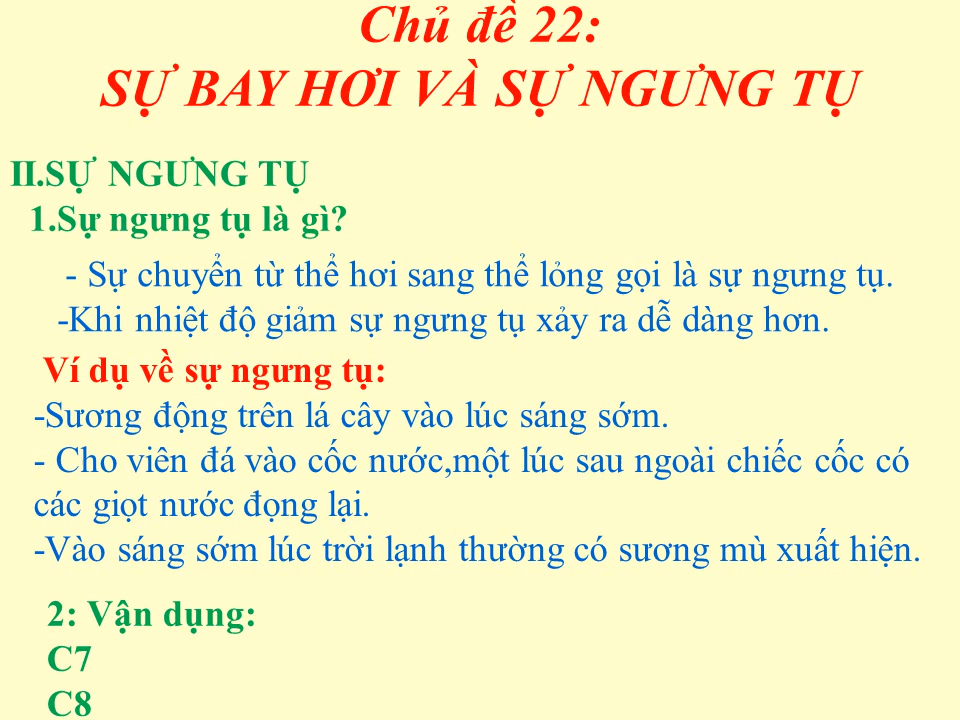 Chủ đề 22:
SỰ BAY HƠI VÀ SỰ NGƯNG TỤ
II.SỰ NGƯNG TỤ
1.Sự ngưng tụ là gì?
- Sự chuyển từ thể hơi sang thể lỏng gọi là sự ngưng tụ.
-Khi nhiệt độ giảm sự ngưng tụ xảy ra dễ dàng hơn.
Ví dụ về sự ngưng tụ:
-Sương động trên lá cây vào lúc sáng sớm.
- Cho viên đá vào cốc nước,một lúc sau ngoài chiếc cốc có
các giọt nước đọng lại.
-Vào sáng sớm lúc trời lạnh thường có sương mù xuất hiện.
2: Vận dụng:
C7
C8